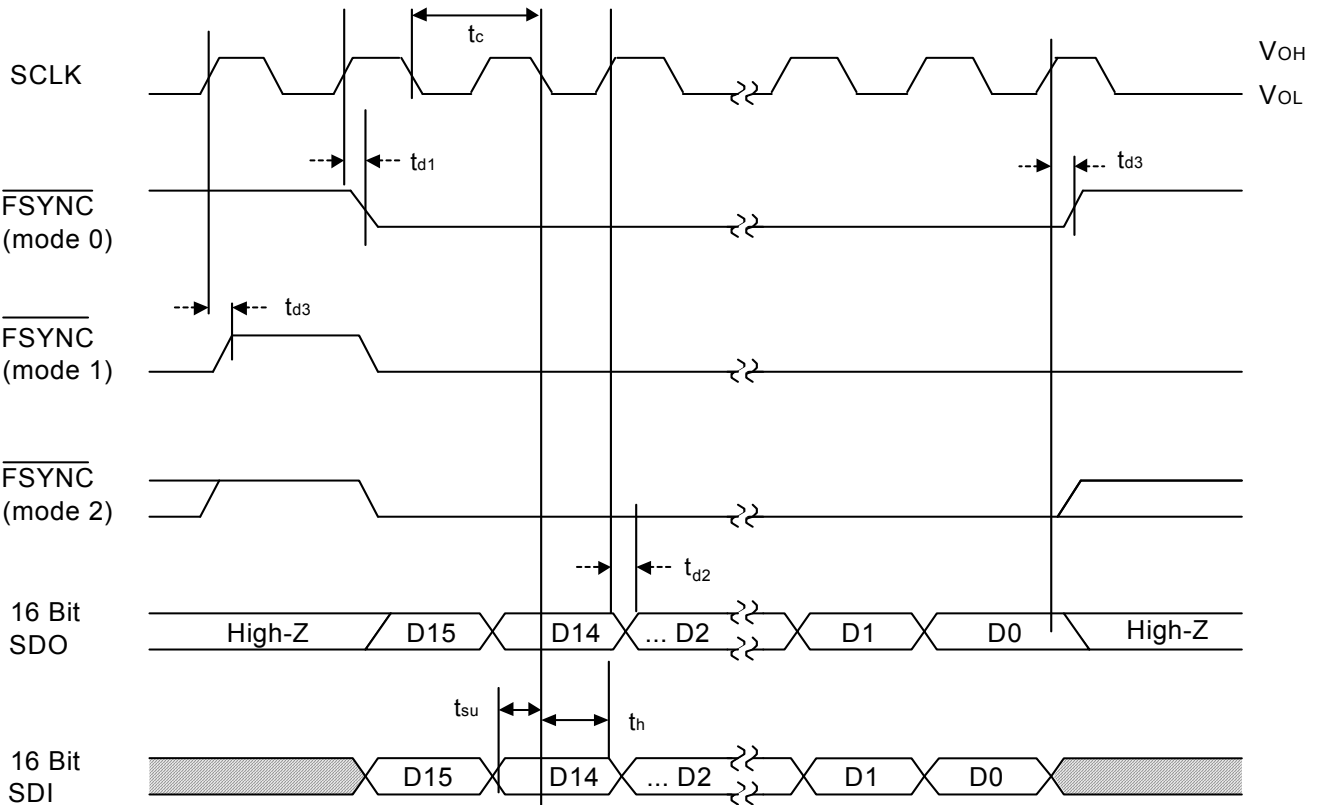 tc
SCLK
VOH
VOL
td1
td3
FSYNC
(mode 0)
td3
FSYNC
(mode 1)
FSYNC
(mode 2)
td2
16 Bit
SDO
High-Z
D15
D14
... D2
D1
D0
High-Z
tsu
th
16 Bit
SDI
D15
D14
... D2
D1
D0